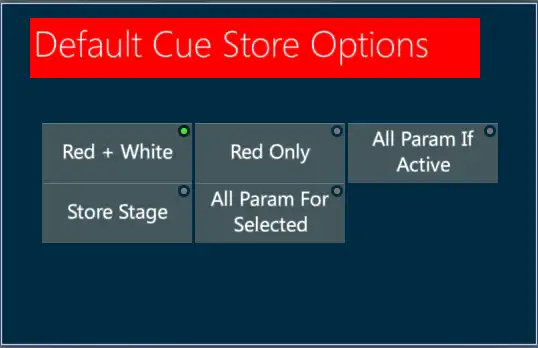 Default Cue Store Options
Red + White
Red Only
All Param If
Active
Store Stage
All Param For
Selected